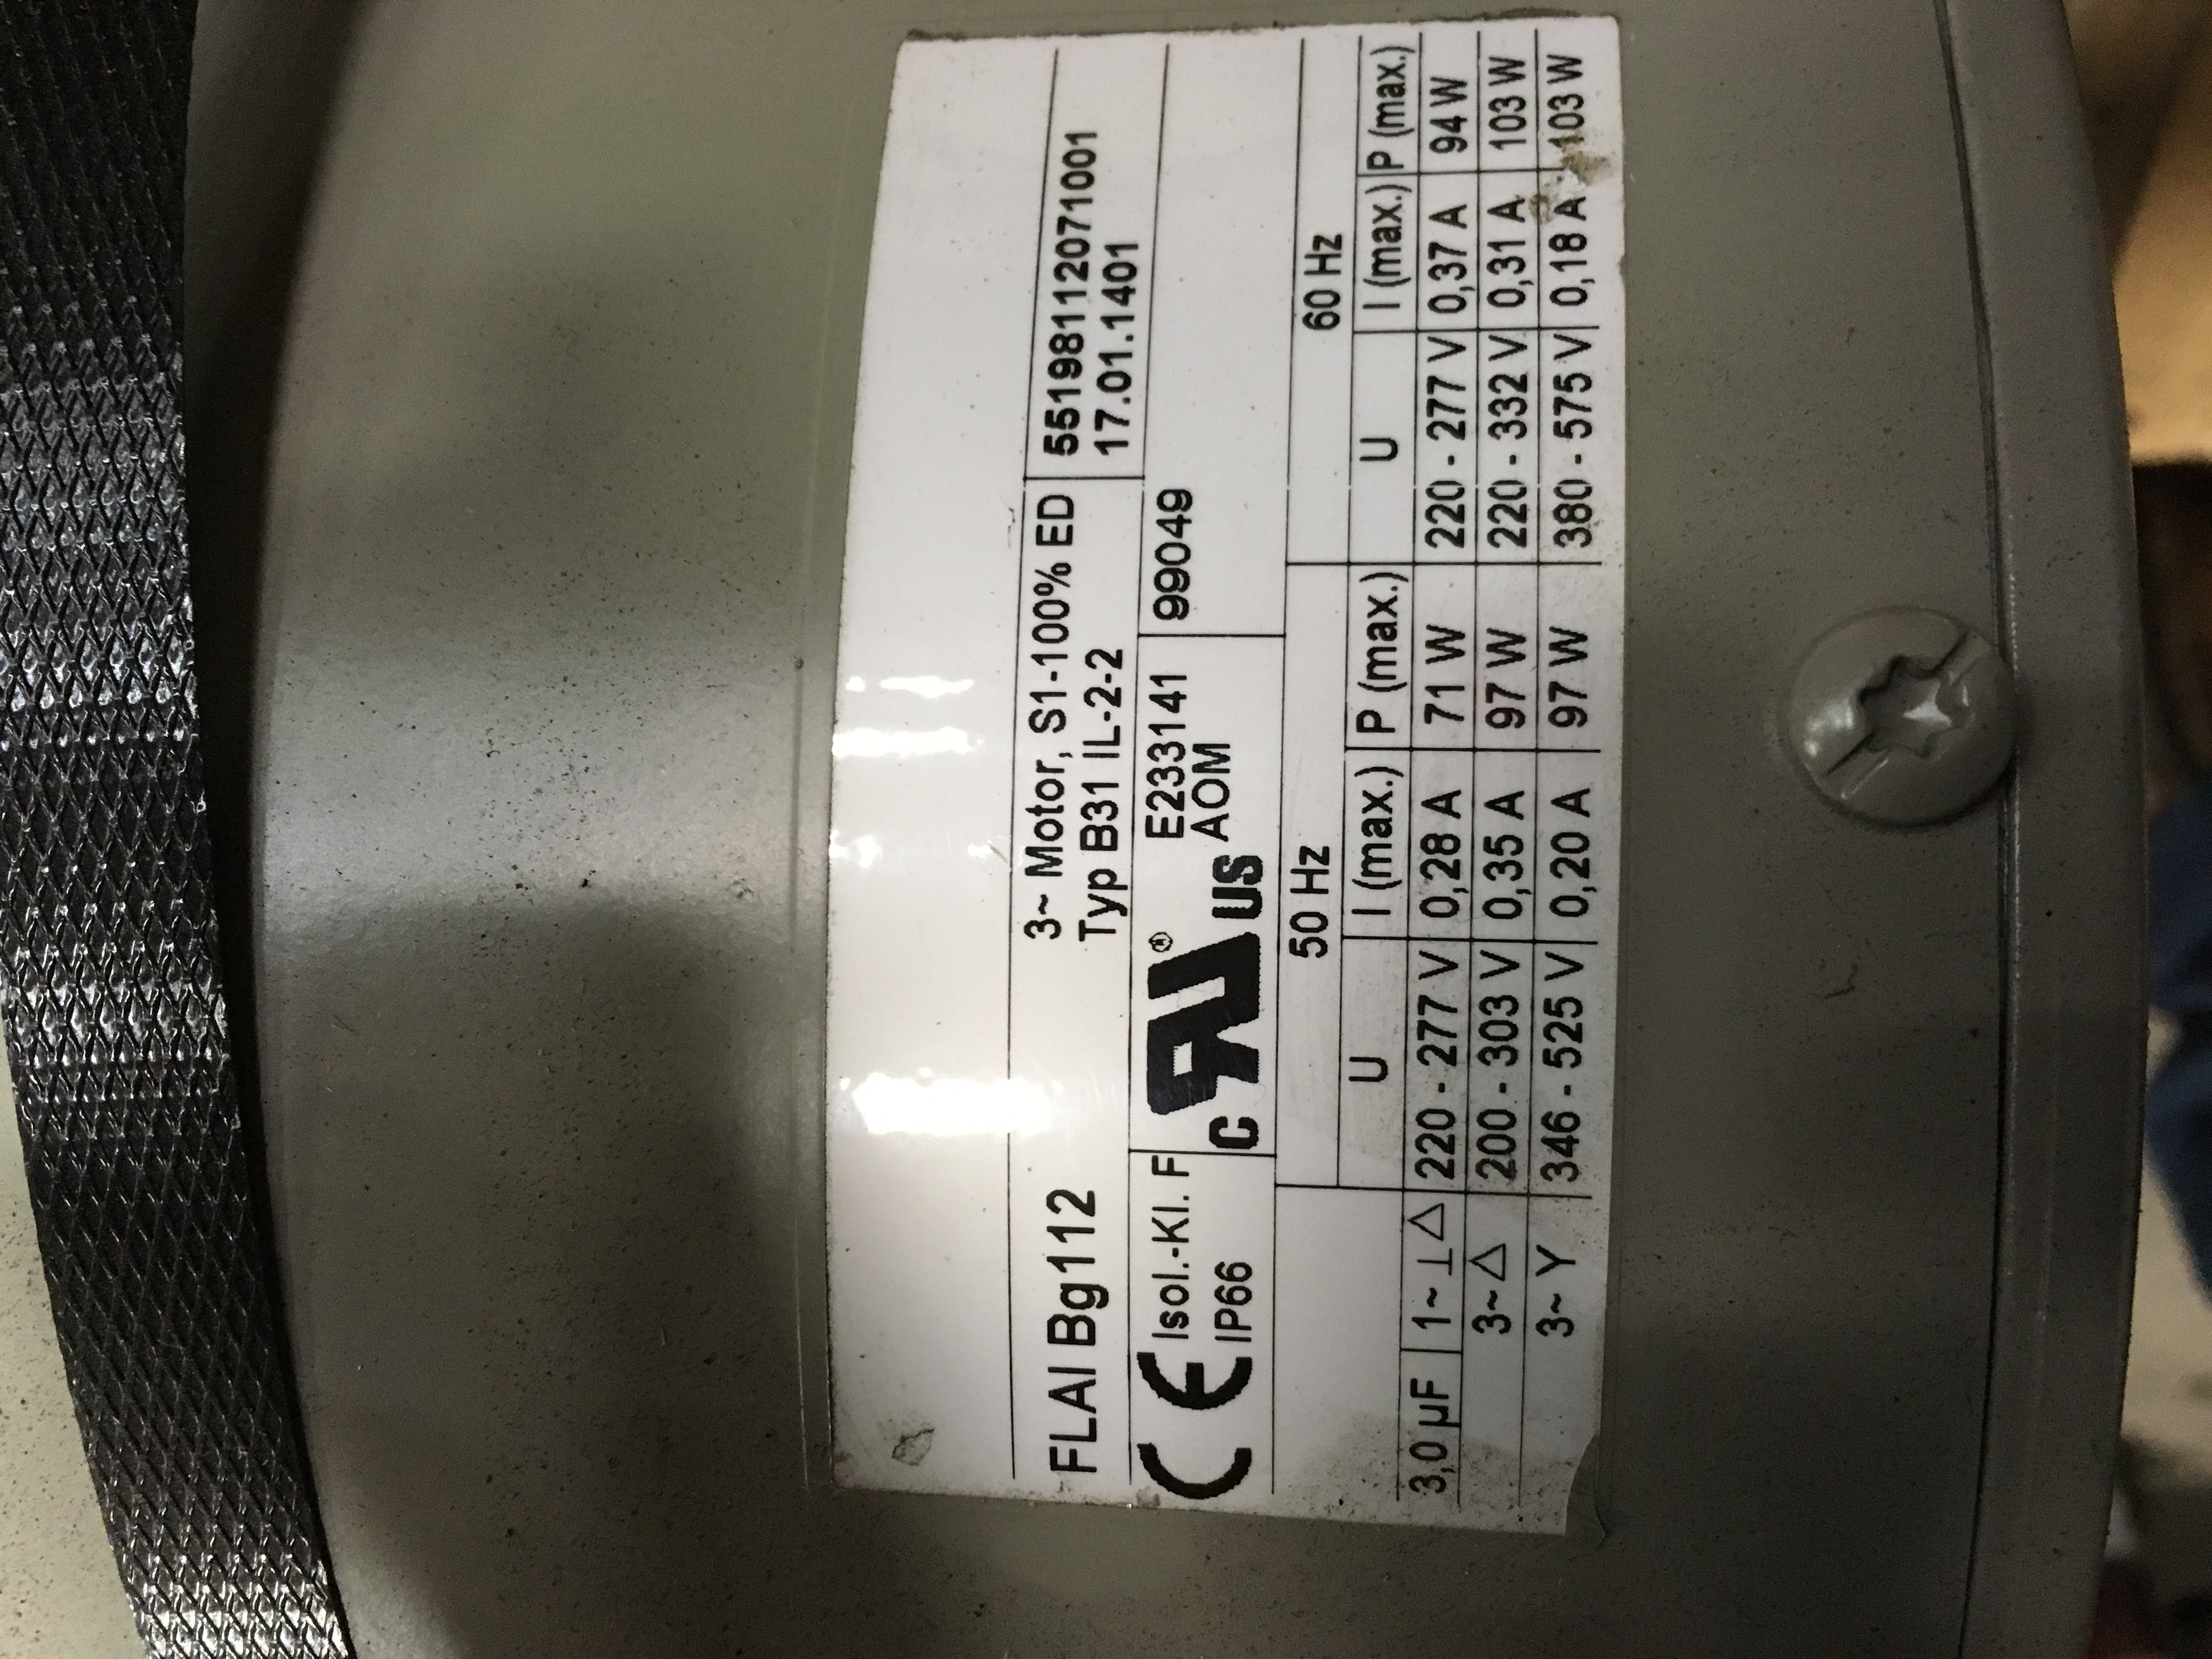 FLAI Bg112
3~ Motor, S1-100% ED
Typ B31 IL-2-2
5519811207​1001
17.01.1401
CE
Isol.-Kl. F
IP66
c RU ® US
E233141
AOM
99049
50 Hz 60 Hz
U I (max.) P (max.) U I (max.) P (max.)
3,0 µF 1~ ⊥ △ 220 - 277 V 0,28 A 71 W 220 - 277 V 0,37 A 94 W
3~ △ 200 - 303 V 0,35 A 97 W 220 - 332 V 0,31 A 103 W
3~ Y 346 - 525 V 0,20 A 97 W 380 - 575 V 0,18 A 103 W